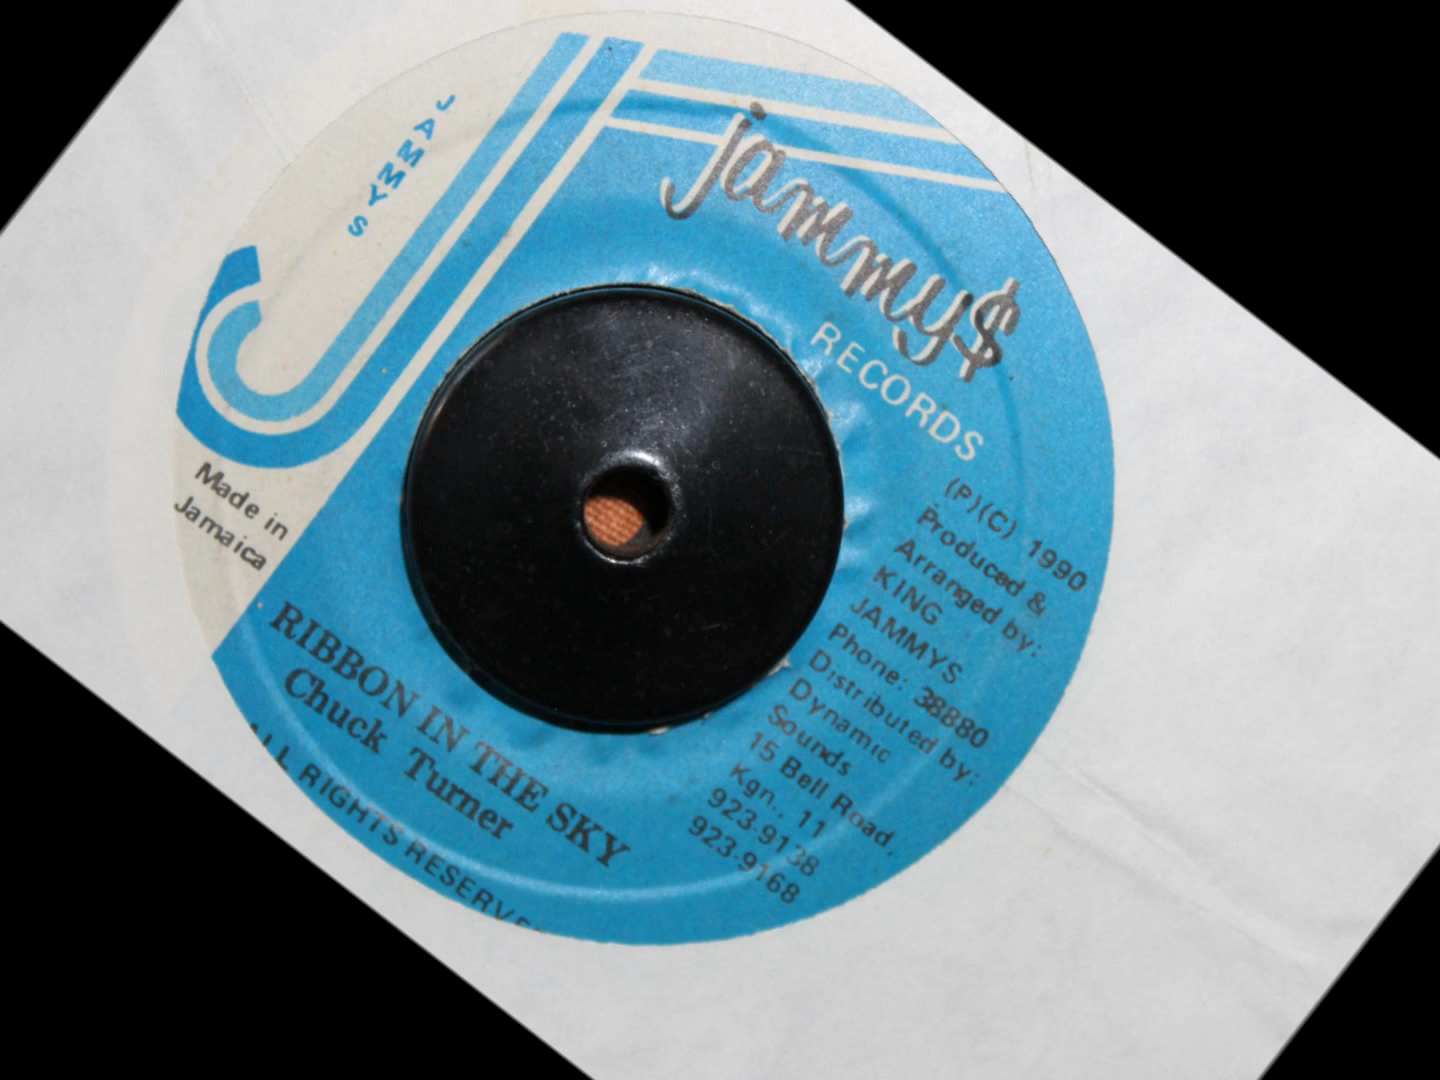 JAMMYS
jammy$
RECORDS
Made in
Jamaica
(P)(C) 1990
Produced &
Arranged by:
KING
JAMMYS
Phone: 38880
Distributed by:
Dynamic
Sounds
15 Bell Road,
Kgn., 11
923-9138
923-9168
RIBBON IN THE SKY
Chuck Turner
ALL RIGHTS RESERVE